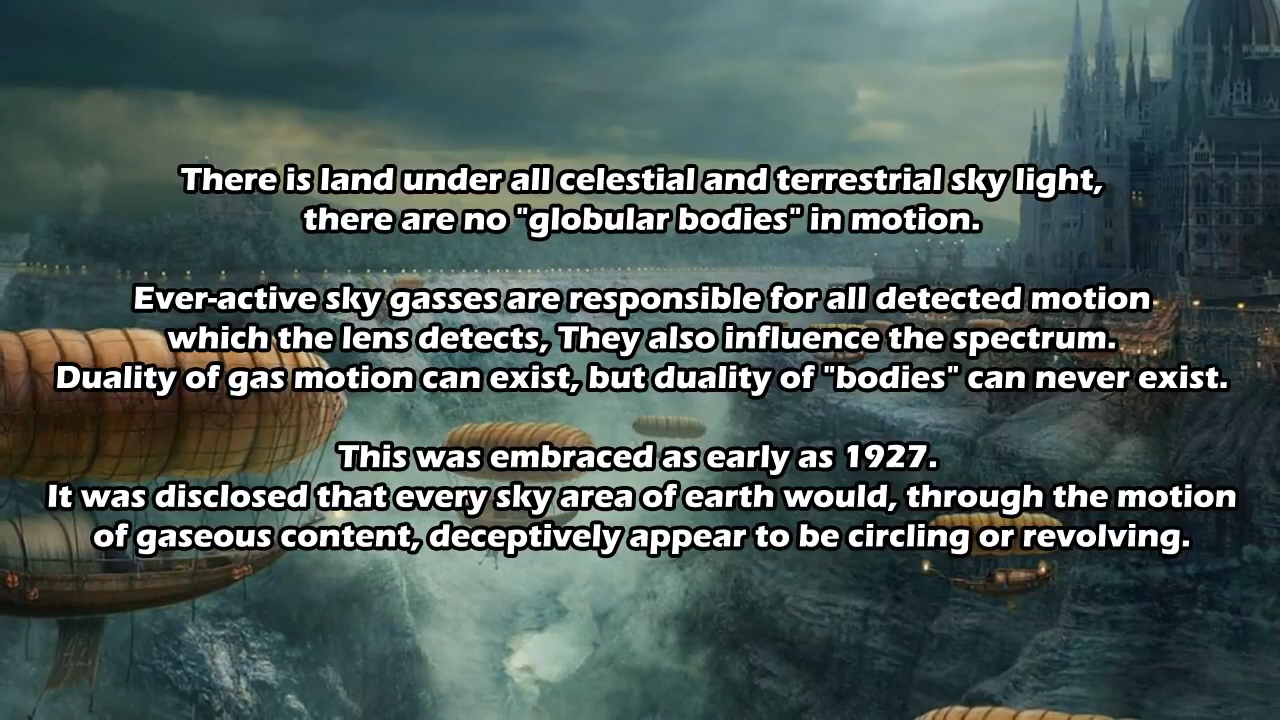 There is land under all celestial and terrestrial sky light,
there are no "globular bodies" in motion.
Ever-active sky gasses are responsible for all detected motion
which the lens detects, They also influence the spectrum.
Duality of gas motion can exist, but duality of "bodies" can never exist.
This was embraced as early as 1927.
It was disclosed that every sky area of earth would, through the motion
of gaseous content, deceptively appear to be circling or revolving.